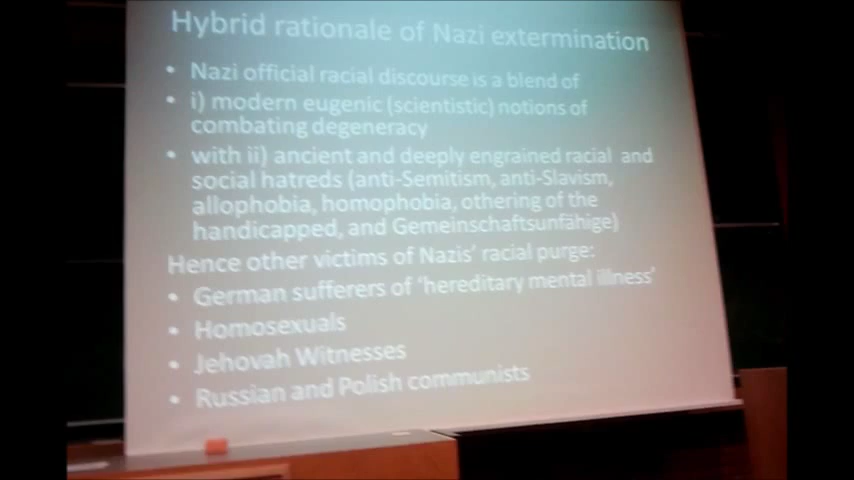 Hybrid rationale of Nazi extermination
• Nazi official racial discourse is a blend of
• i) modern eugenic (scientistic) notions of
combating degeneracy
• with ii) ancient and deeply engrained racial and
social hatreds (anti-Semitism, anti-Slavism,
allophobia, homophobia, othering of the
handicapped, and Gemeinschaftsunfähige)
Hence other victims of Nazis' racial purge:
• German sufferers of 'hereditary mental illness'
• Homosexuals
• Jehovah Witnesses
• Russian and Polish communists